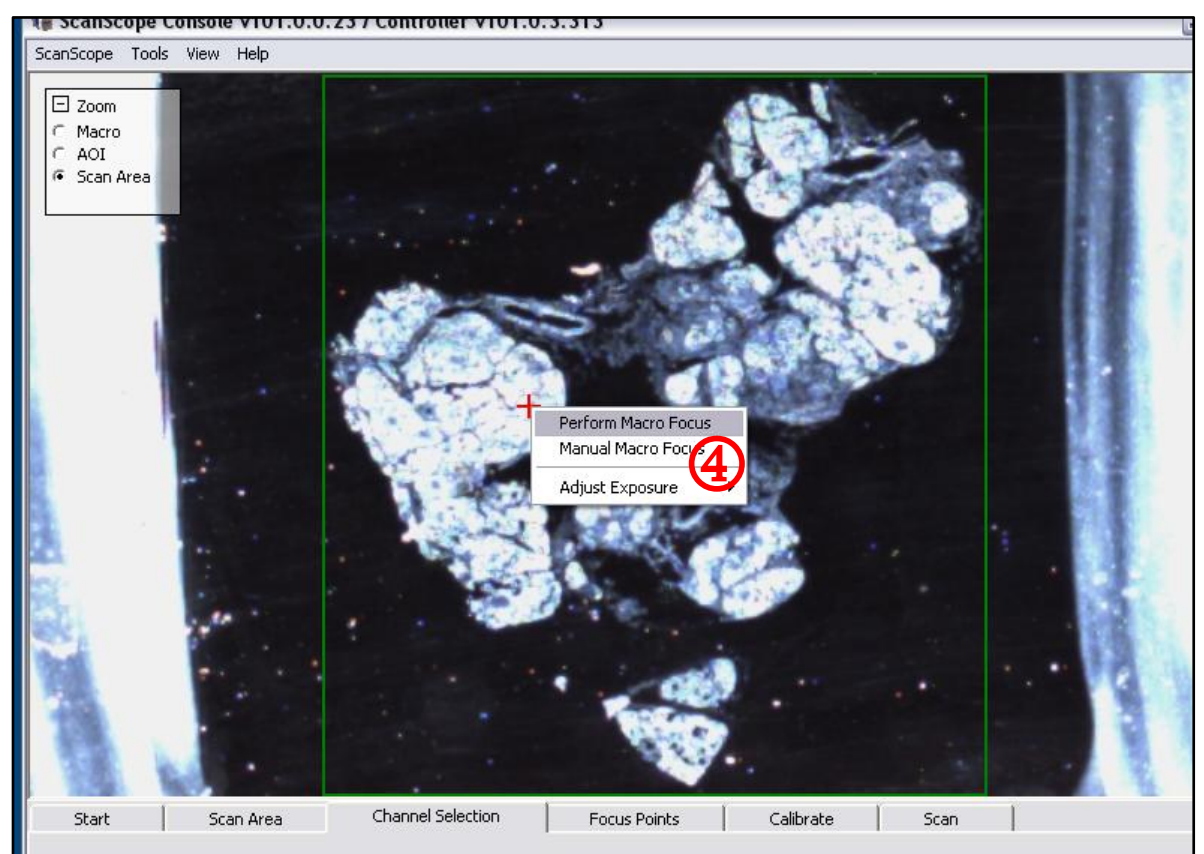 ScanScope Console v101.0.0.23 / Controller v101.0.3.313
ScanScope Tools View Help
Zoom
Macro
AOI
Scan Area
Perform Macro Focus
Manual Macro Focus
④
Adjust Exposure
Start Scan Area Channel Selection Focus Points Calibrate Scan